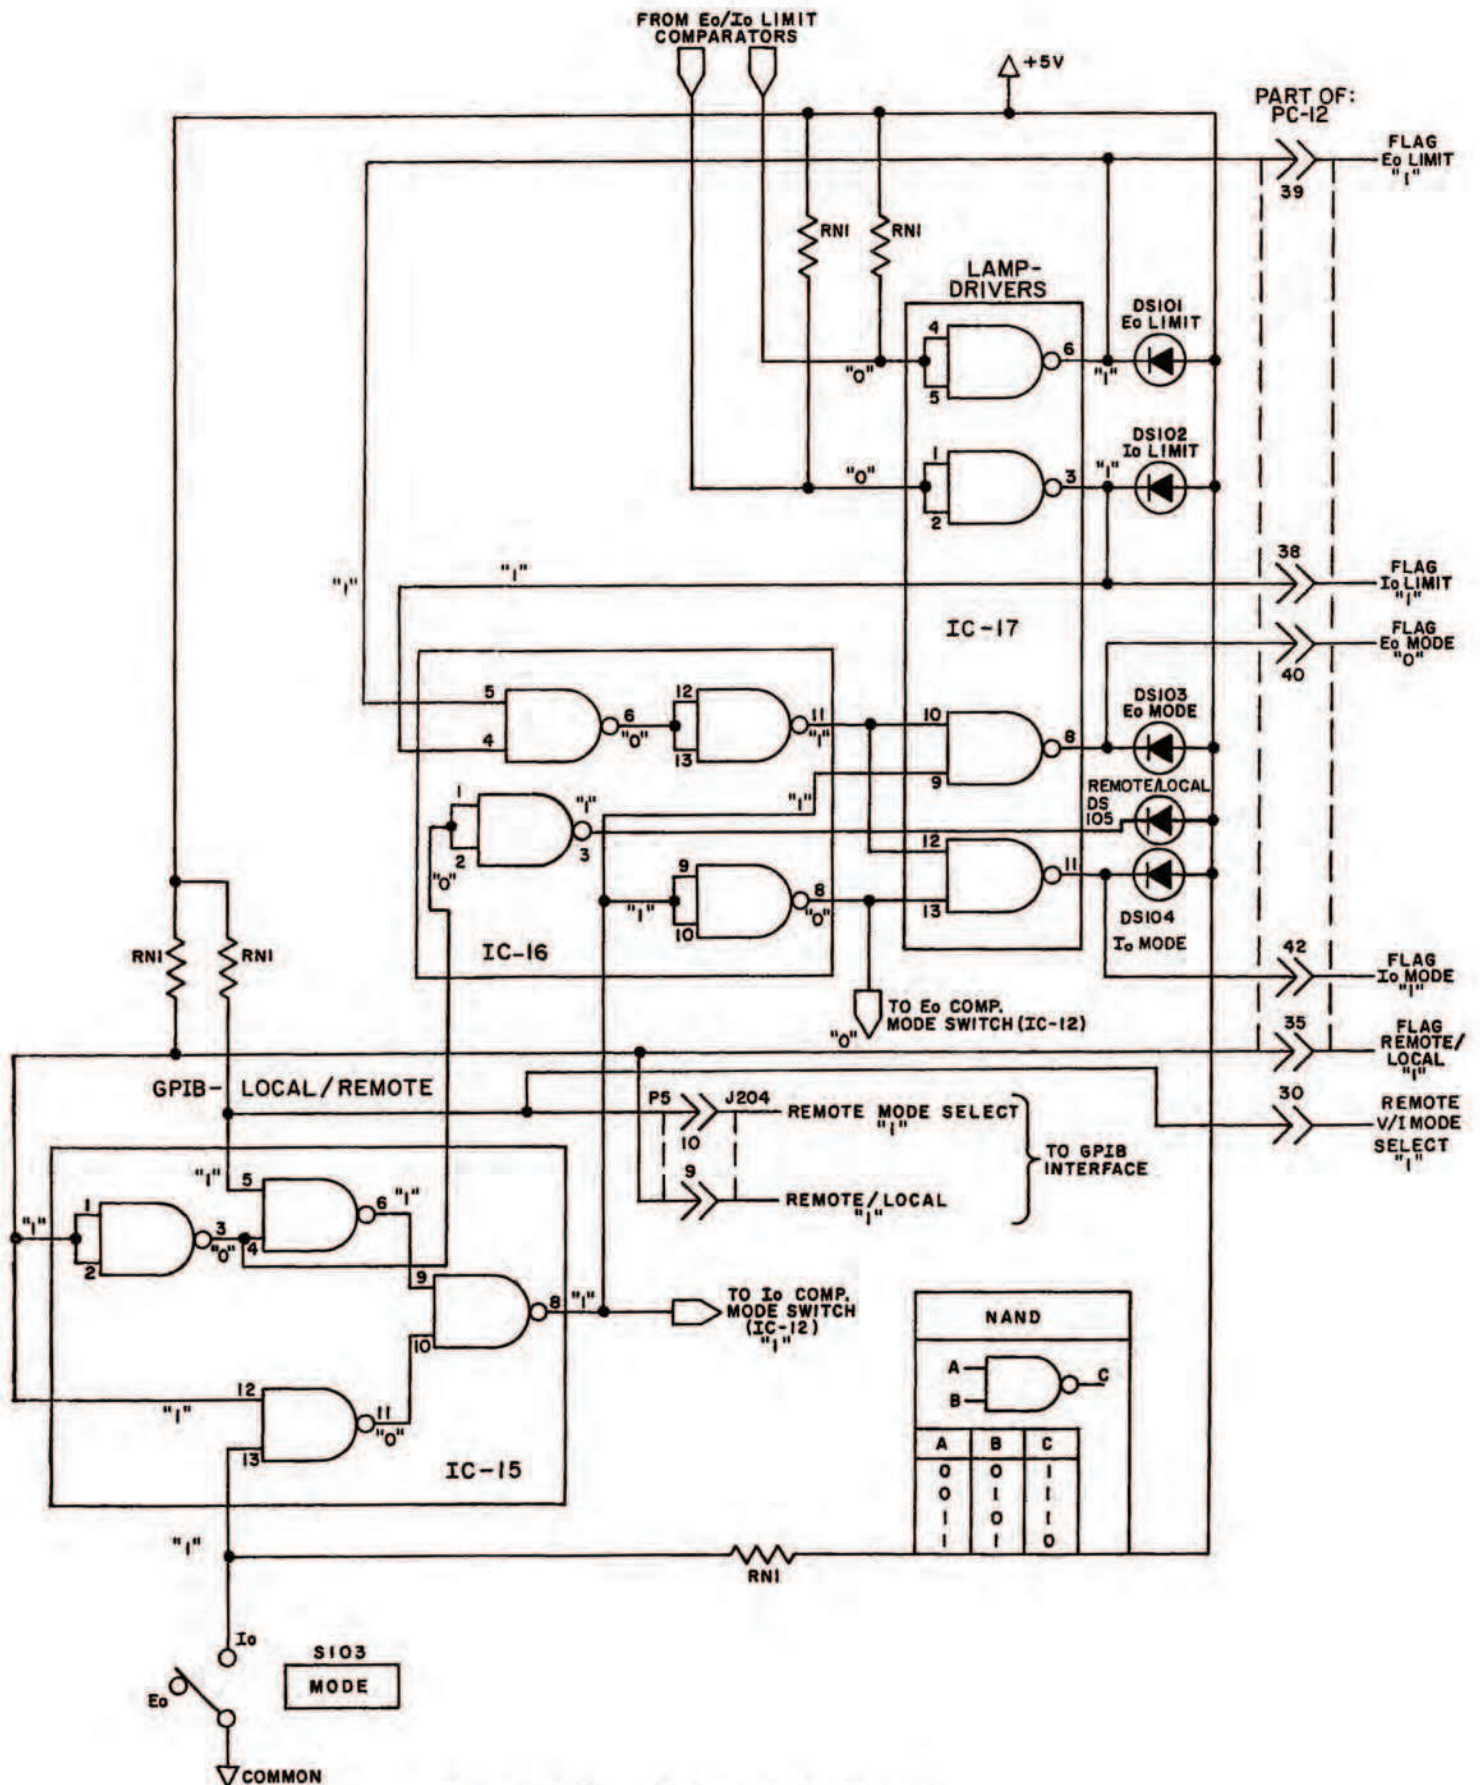 FROM Eo/Io LIMIT
COMPARATORS
+5V
PART OF:
PC-12
FLAG
Eo LIMIT
"1"
39
RN1
RN1
LAMP-
DRIVERS
DS101
Eo LIMIT
4
5
6
"0"
"1"
DS102
Io LIMIT
1
2
3
"0"
"1"
38
FLAG
Io LIMIT
"1"
"1"
"1"
IC-17
FLAG
Eo MODE
"0"
40
5
4
6
"0"
12
13
11
"1"
10
9
8
DS103
Eo MODE
"1"
REMOTE/LOCAL
DS
105
1
2
"1"
3
"0"
12
13
11
9
10
8
"1"
"0"
DS104
Io MODE
IC-16
RN1
RN1
42
FLAG
Io MODE
"1"
TO Eo COMP.
MODE SWITCH (IC-12)
"0"
35
FLAG
REMOTE/
LOCAL
"1"
GPIB- LOCAL/REMOTE
P5
J204
10
REMOTE MODE SELECT
"1"
30
REMOTE
V/I MODE
SELECT
"1"
9
REMOTE/LOCAL
"1"
TO GPIB
INTERFACE
"1"
5
4
6
"1"
"1"
1
2
3
"0"
9
10
8
"1"
TO Io COMP.
MODE SWITCH
(IC-12)
"1"
12
"1"
13
11
"0"
IC-15
NAND
A
B
C
A B C
0 0 1
0 1 1
1 0 1
1 1 0
"1"
RN1
Io
Eo
S103
MODE
COMMON